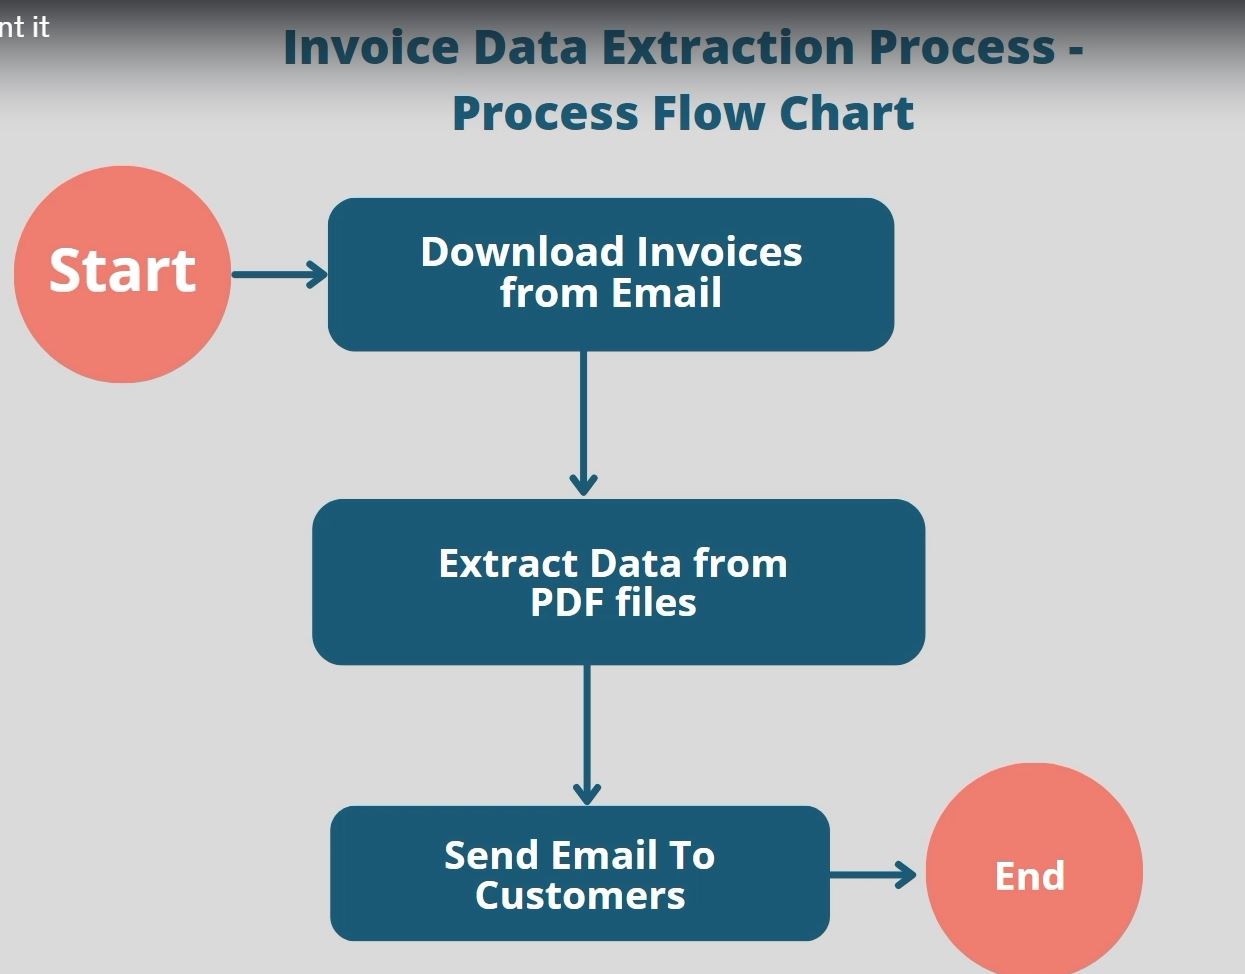 nt it
Invoice Data Extraction Process -
Process Flow Chart
Start
Download Invoices
from Email
Extract Data from
PDF files
Send Email To
Customers
End